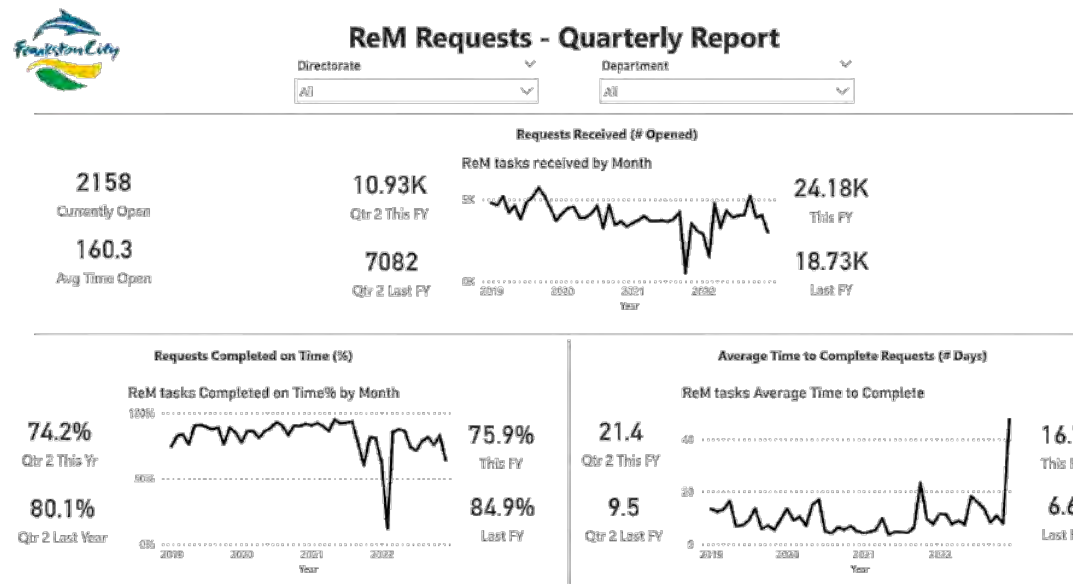 Frankston City
ReM Requests - Quarterly Report
Directorate
All
Department
All
Requests Received (# Opened)
2158
Currently Open
160.3
Avg Time Open
10.93K
Qtr 2 This FY
7082
Qtr 2 Last FY
ReM tasks received by Month
5K
0K
2019 2020 2021 2022
Year
24.18K
This FY
18.73K
Last FY
Requests Completed on Time (%)
ReM tasks Completed on Time% by Month
74.2%
Qtr 2 This Yr
80.1%
Qtr 2 Last Year
100%
50%
0%
2019 2020 2021 2022
Year
75.9%
This FY
84.9%
Last FY
Average Time to Complete Requests (# Days)
ReM tasks Average Time to Complete
21.4
Qtr 2 This FY
9.5
Qtr 2 Last FY
40
20
0
2019 2020 2021 2022
Year
16.
This
6.6
Last